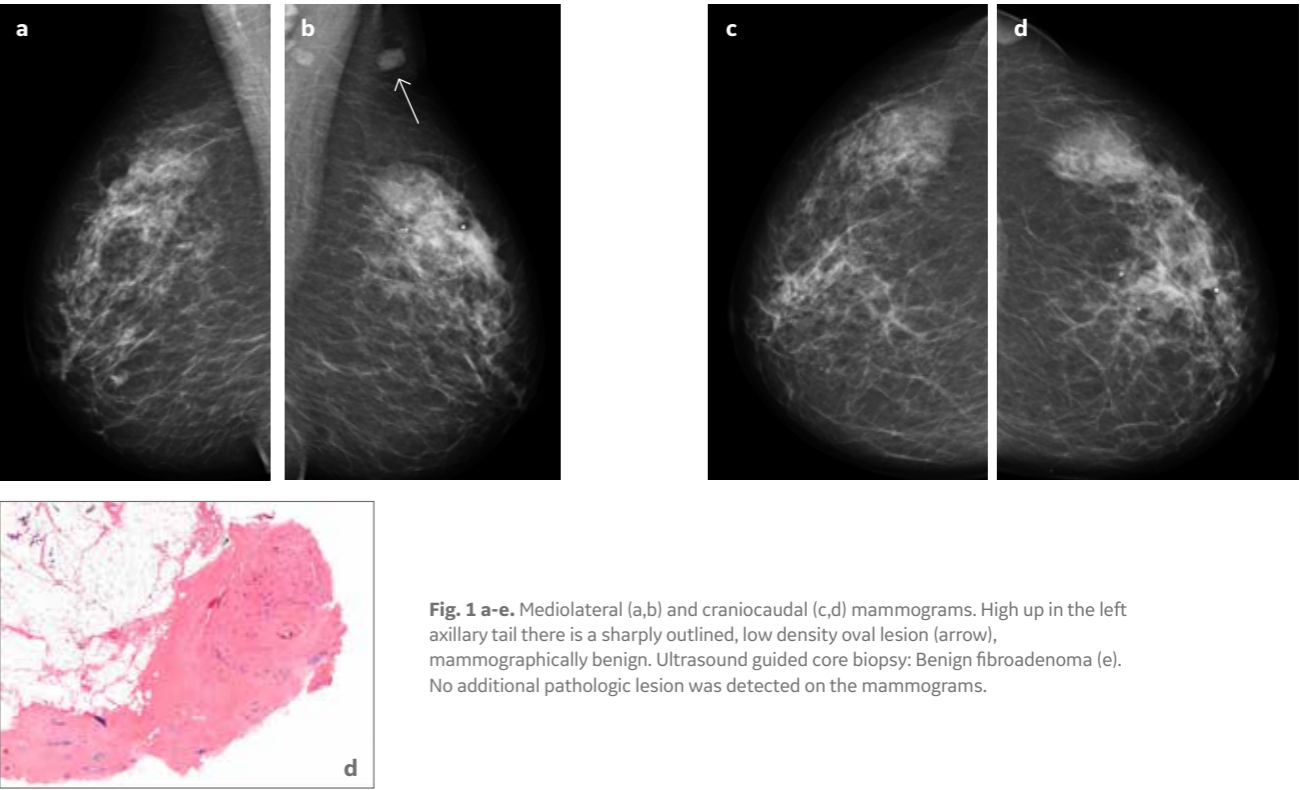 a
b
c
d
d
Fig. 1 a-e. Mediolateral (a,b) and craniocaudal (c,d) mammograms. High up in the left
axillary tail there is a sharply outlined, low density oval lesion (arrow),
mammographically benign. Ultrasound guided core biopsy: Benign fibroadenoma (e).
No additional pathologic lesion was detected on the mammograms.